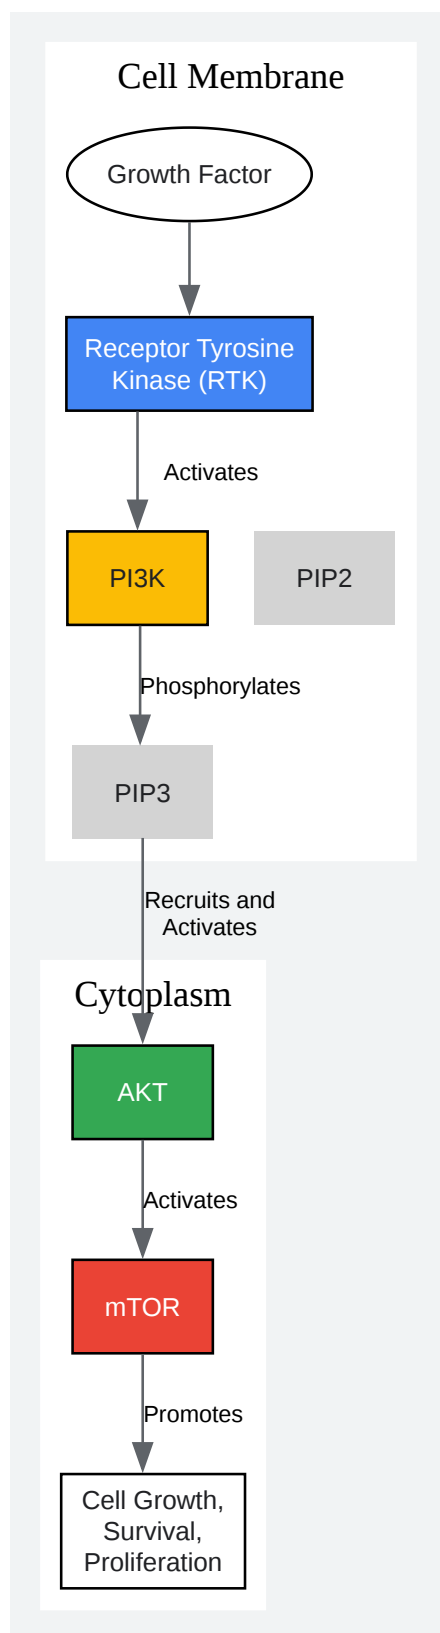 Cell Membrane
Growth Factor
Receptor Tyrosine
Kinase (RTK)
Activates
PI3K
PIP2
Phosphorylates
PIP3
Recruits and
Activates
Cytoplasm
AKT
Activates
mTOR
Promotes
Cell Growth,
Survival,
Proliferation